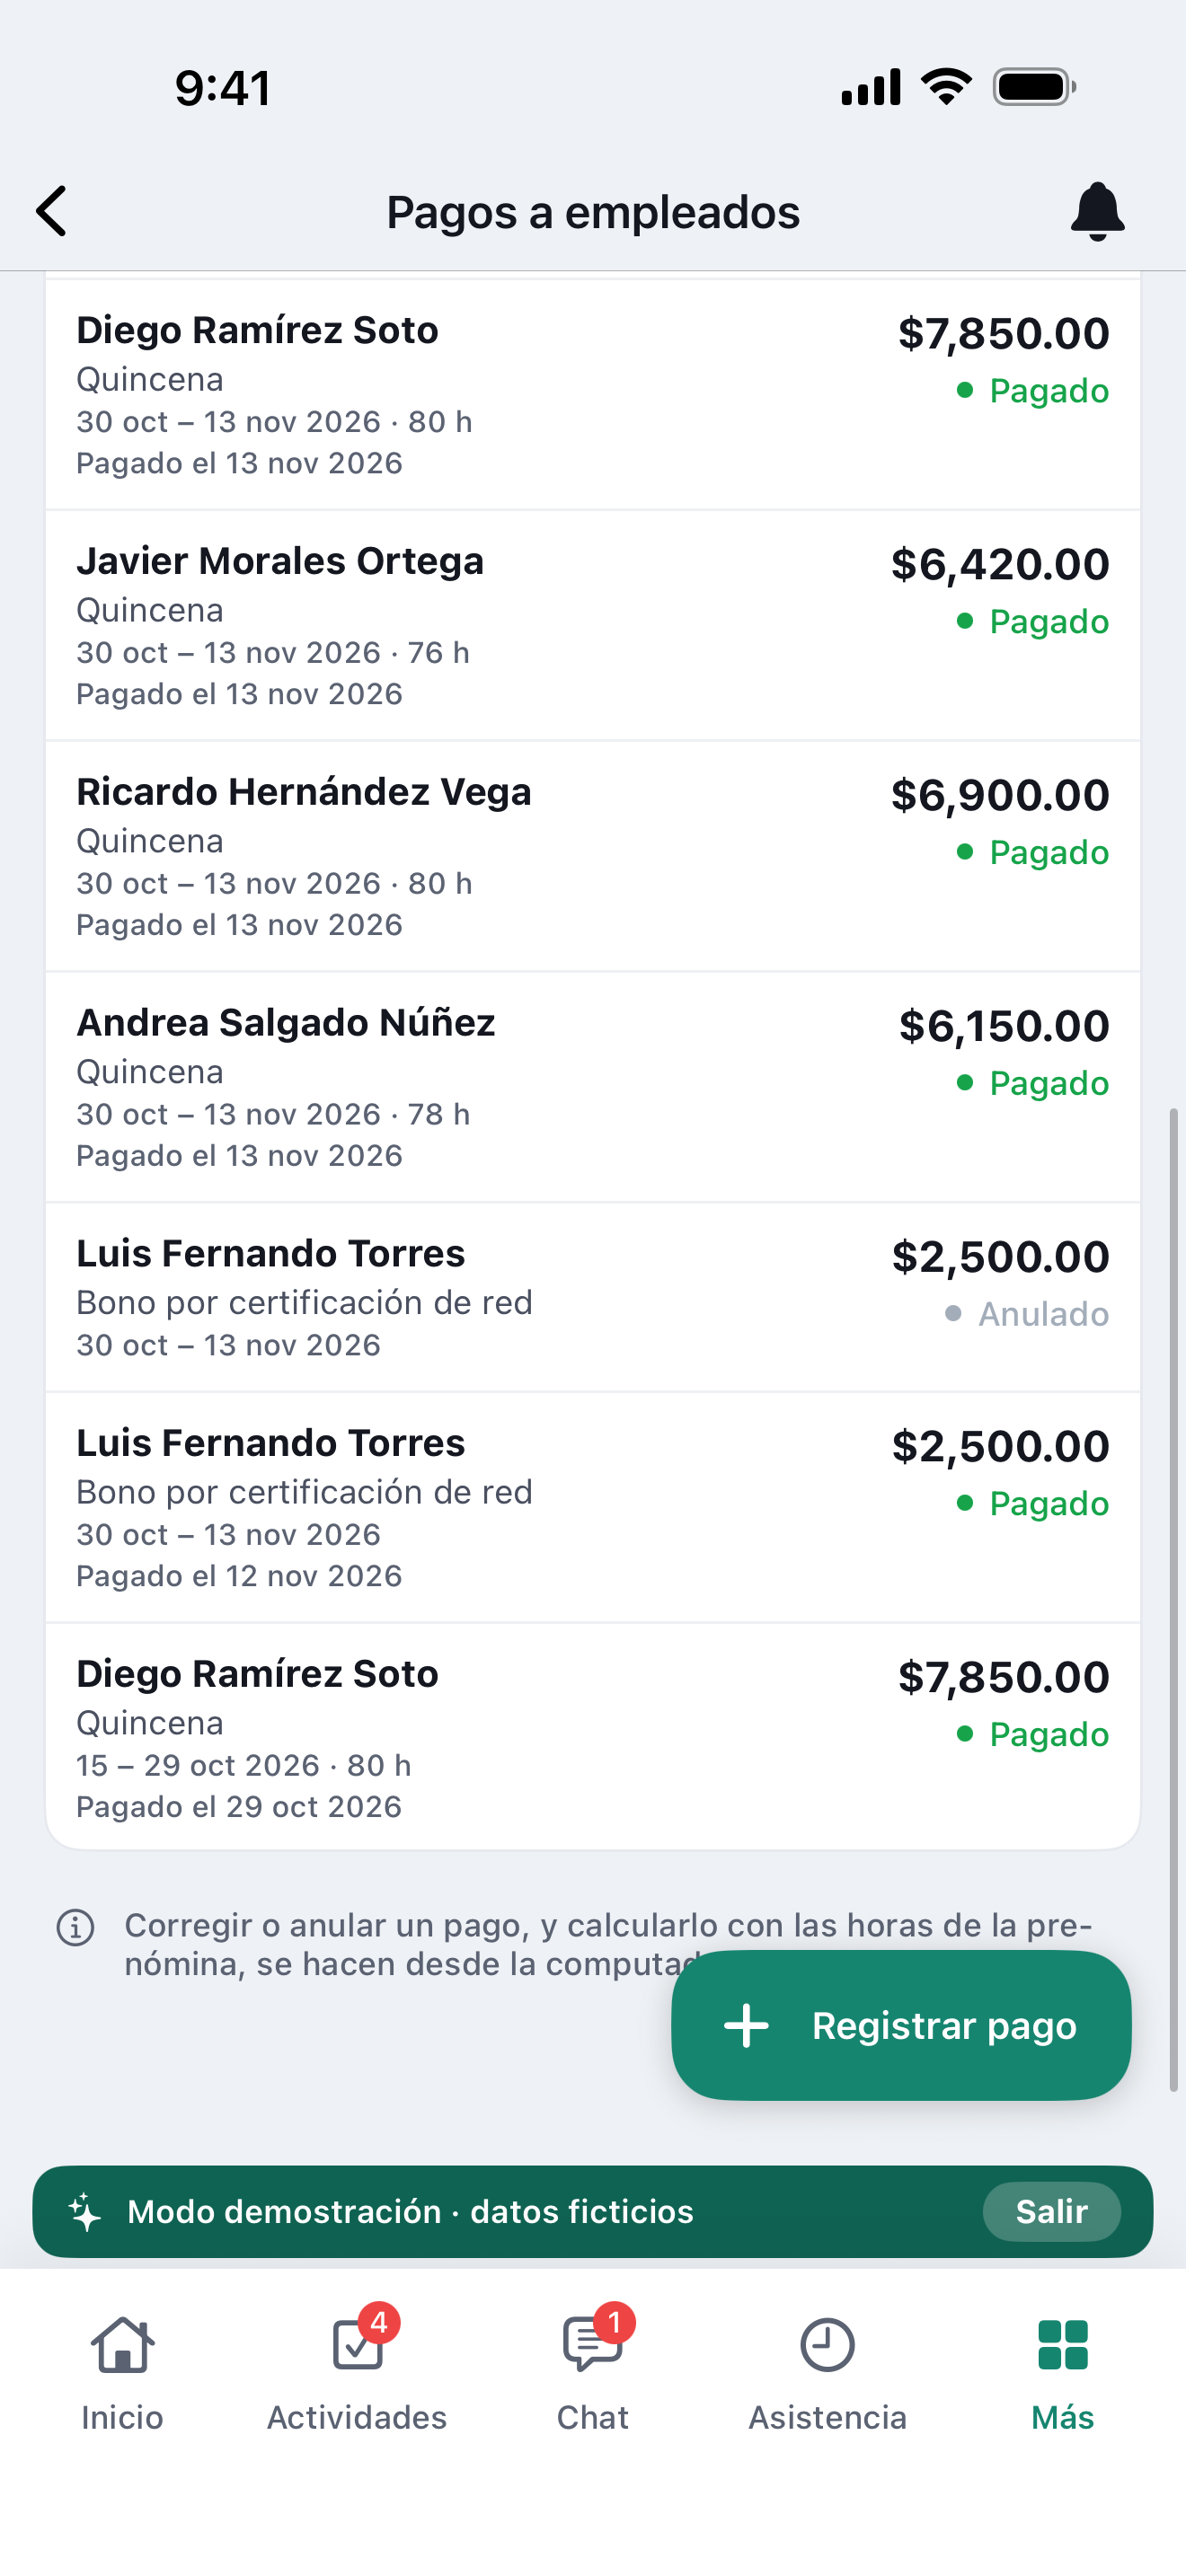 9:41
Pagos a empleados
Diego Ramírez Soto
$7,850.00
Quincena
Pagado
30 oct – 13 nov 2026 · 80 h
Pagado el 13 nov 2026
Javier Morales Ortega
$6,420.00
Quincena
Pagado
30 oct – 13 nov 2026 · 76 h
Pagado el 13 nov 2026
Ricardo Hernández Vega
$6,900.00
Quincena
Pagado
30 oct – 13 nov 2026 · 80 h
Pagado el 13 nov 2026
Andrea Salgado Núñez
$6,150.00
Quincena
Pagado
30 oct – 13 nov 2026 · 78 h
Pagado el 13 nov 2026
Luis Fernando Torres
$2,500.00
Bono por certificación de red
Anulado
30 oct – 13 nov 2026
Luis Fernando Torres
$2,500.00
Bono por certificación de red
Pagado
30 oct – 13 nov 2026
Pagado el 12 nov 2026
Diego Ramírez Soto
$7,850.00
Quincena
Pagado
15 – 29 oct 2026 · 80 h
Pagado el 29 oct 2026
Corregir o anular un pago, y calcularlo con las horas de la pre-
nómina, se hacen desde la
Registrar pago
Modo demostración · datos ficticios
Salir
4
1
Inicio
Actividades
Chat
Asistencia
Más